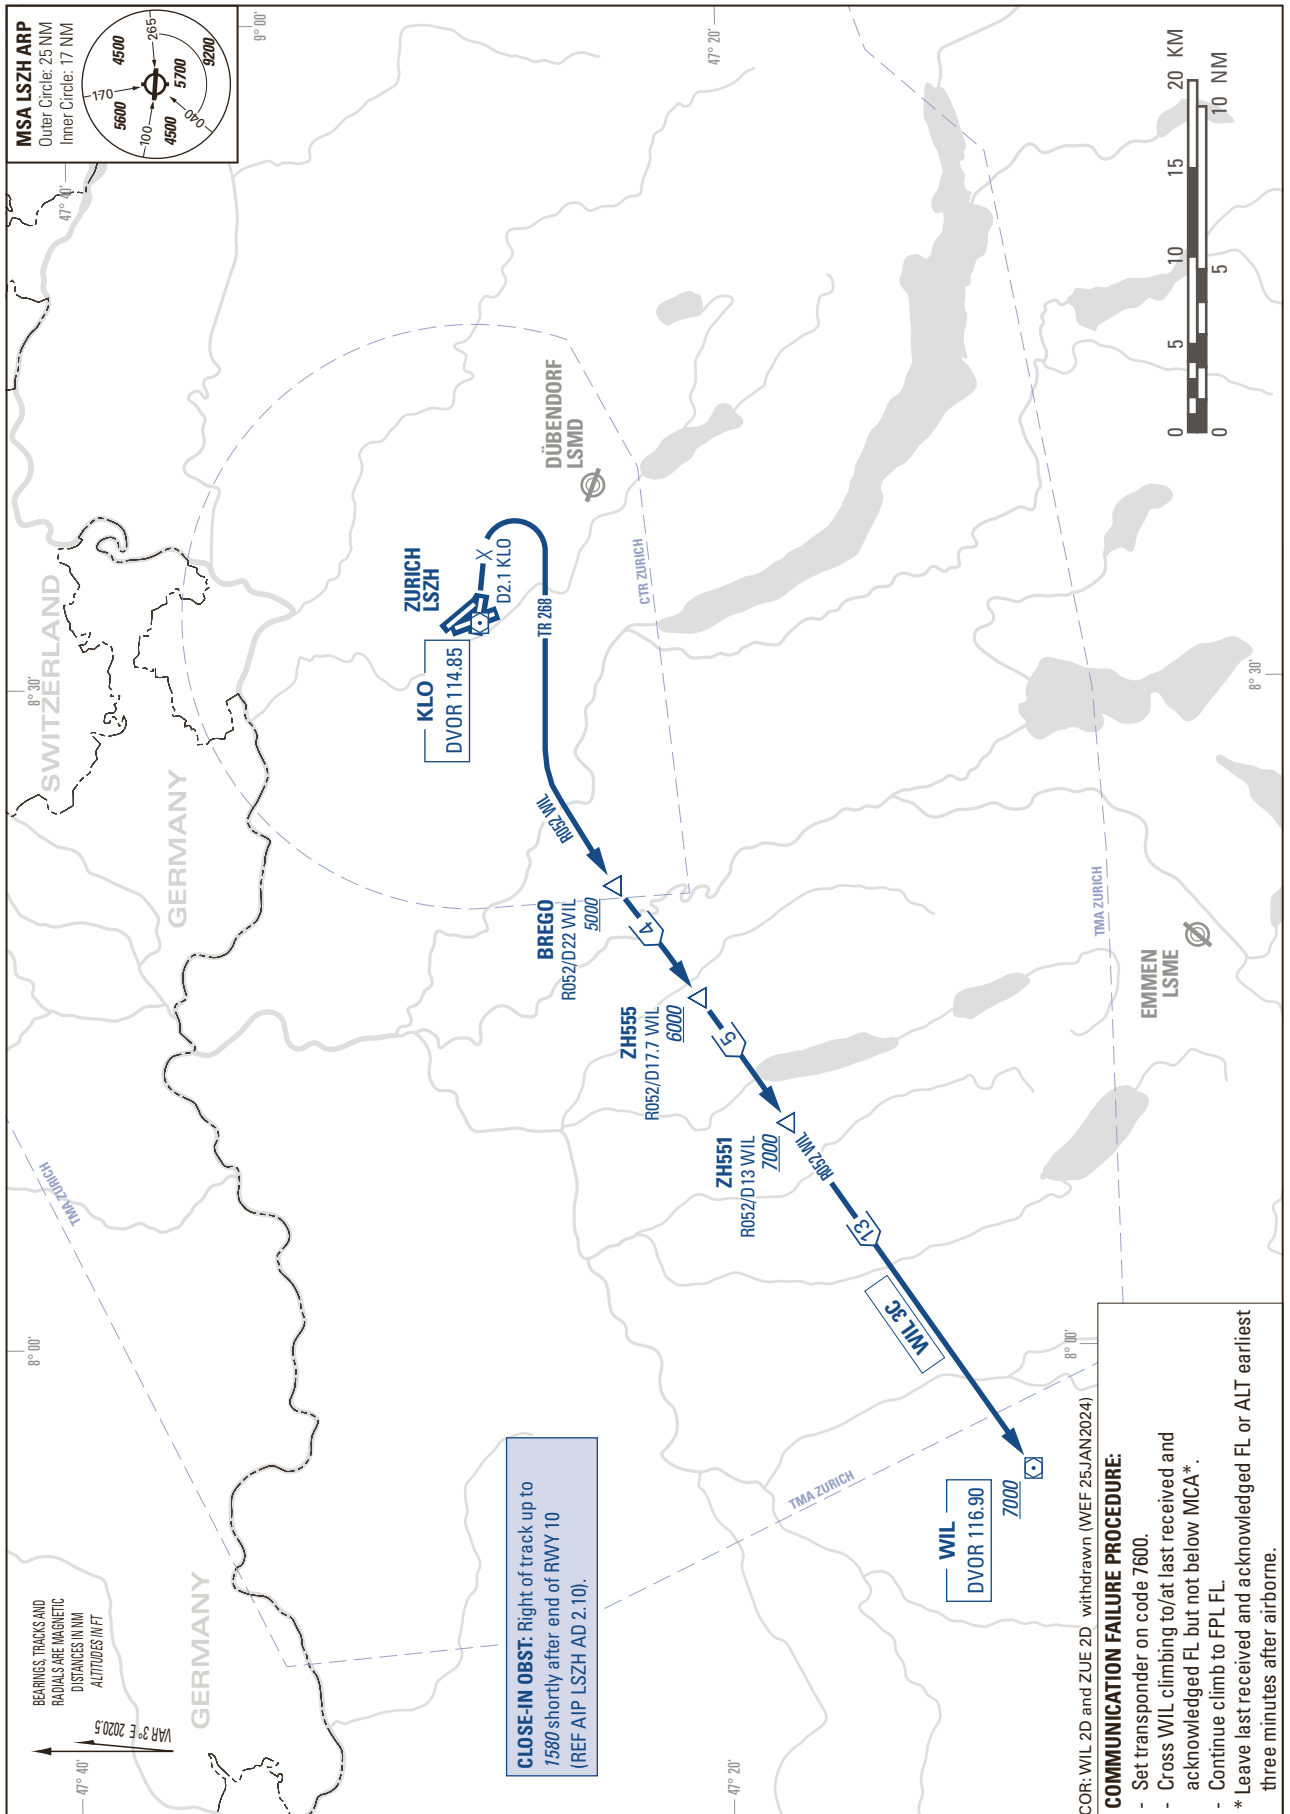 BEARINGS, TRACKS AND
RADIALS ARE MAGNETIC
DISTANCES IN NM
ALTITUDES IN FT
VAR 3° E 2020.5
MSA LSZH ARP
Outer Circle: 25 NM
Inner Circle: 17 NM
170
265
100
040
5600
4500
4500
5700
9200
47° 40'
8° 00'
8° 30'
9° 00'
47° 40'
GERMANY
GERMANY
SWITZERLAND
TMA ZURICH
ZURICH
LSZH
KLO
DVOR 114.85
D2.1 KLO
TR 268
DÜBENDORF
LSMD
CTR ZURICH
R052 WIL
BREGO
R052/D22 WIL
5000
4
ZH555
R052/D17.7 WIL
6000
5
ZH551
R052/D13 WIL
7000
R052 WIL
13
WIL 3C
CLOSE-IN OBST: Right of track up to
1580 shortly after end of RWY 10
(REF AIP LSZH AD 2.10).
TMA ZURICH
WIL
DVOR 116.90
7000
47° 20'
47° 20'
TMA ZURICH
EMMEN
LSME
8° 00'
8° 30'
0
5
10
15
20 KM
0
5
10 NM
COR: WIL 2D and ZUE 2D withdrawn (WEF 25JAN2024)
COMMUNICATION FAILURE PROCEDURE:
- Set transponder on code 7600.
- Cross WIL climbing to/at last received and
acknowledged FL but not below MCA*.
- Continue climb to FPL FL.
* Leave last received and acknowledged FL or ALT earliest
three minutes after airborne.